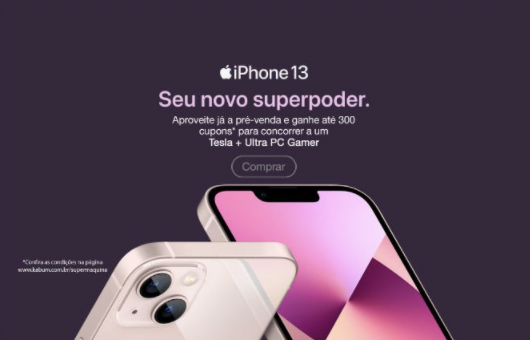 iPhone 13
Seu novo superpoder.
Aproveite já a pré-venda e ganhe até 300
cupons* para concorrer a um
Tesla + Ultra PC Gamer
Comprar
*Confira as condições na página
www.kabum.com.br/supermaquina